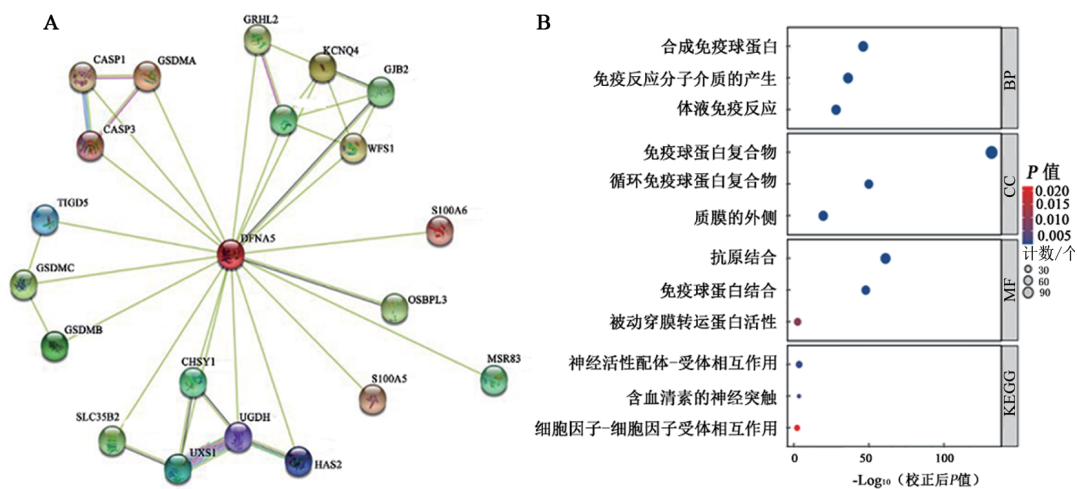 A
GRHL2
KCNQ4
GJB2
WFS1
CASP1
GSDMA
CASP3
TIGD5
GSDMC
GSDMB
DFNA5
S100A6
OSBPL3
MSR83
S100A5
CHSY1
SLC35B2
UGDH
UXS1
HAS2
B
合成免疫球蛋白
免疫反应分子介质的产生
体液免疫反应
BP
免疫球蛋白复合物
循环免疫球蛋白复合物
质膜的外侧
CC
抗原结合
免疫球蛋白结合
被动穿膜转运蛋白活性
MF
神经活性配体-受体相互作用
含血清素的神经突触
细胞因子-细胞因子受体相互作用
KEGG
0 50 100
-Log10（校正后P值）
P 值
0.020
0.015
0.010
0.005
计数/个
30
60
90